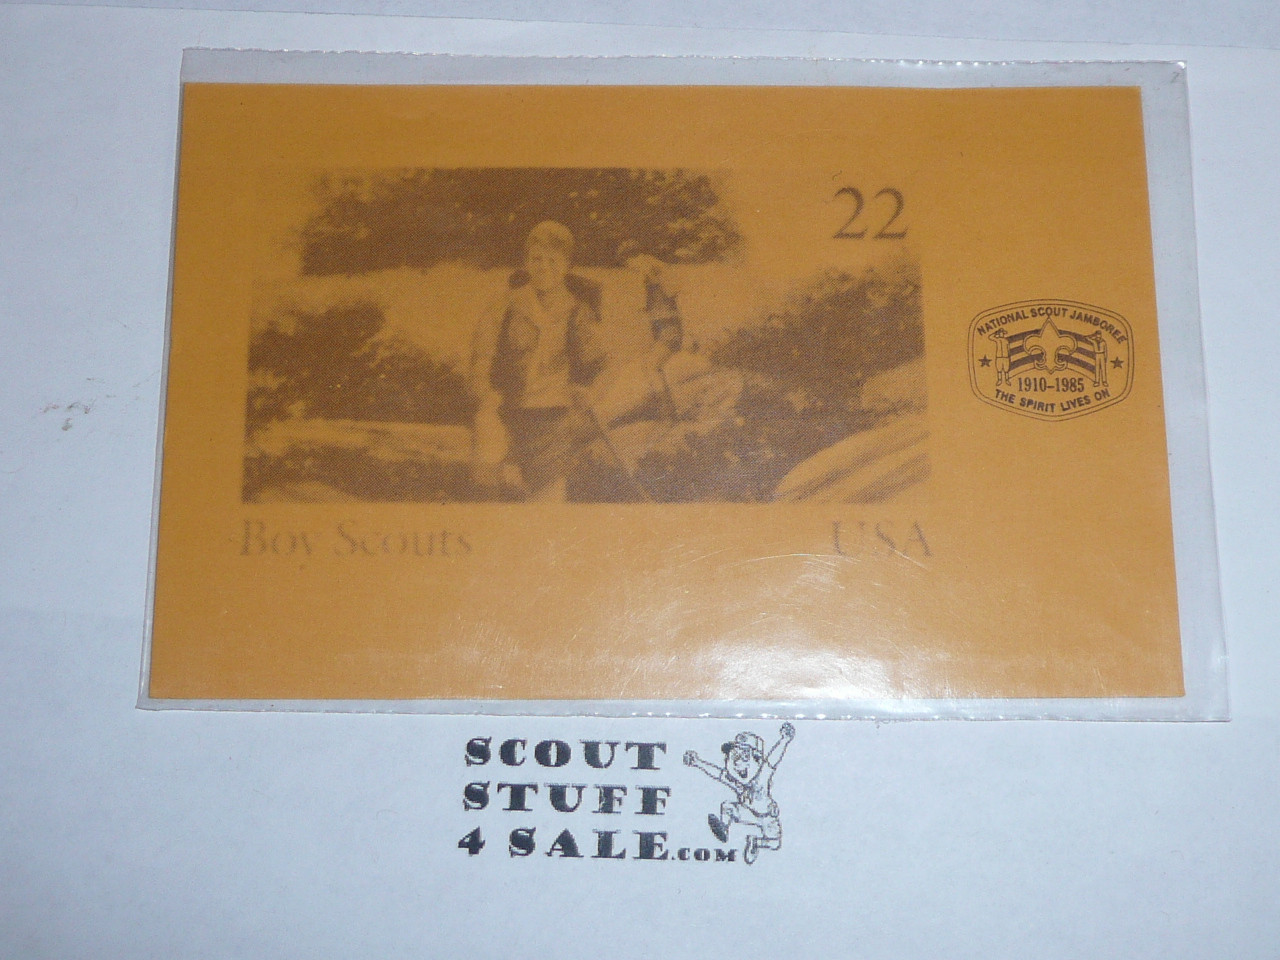 22
NATIONAL SCOUT JAMBOREE
1910-1985
THE SPIRIT LIVES ON
Boy Scouts
USA
SCOUT
STUFF
4 SALE.COM